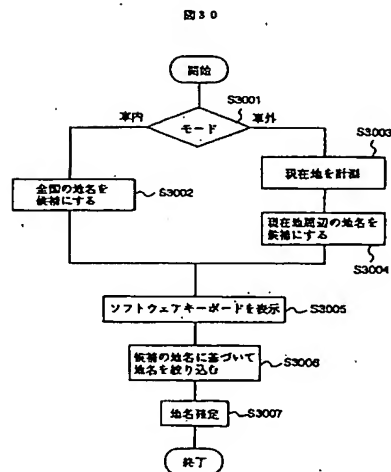 図30
開始
S3001
車内
モード
車外
S3003
現在地を計測
全国の地名を
候補にする
S3002
現在地周辺の地名を
候補にする
S3004
ソフトウェアキーボードを表示
S3005
候補の地名に基づいて
地名を絞り込む
S3006
地名確定
S3007
終了